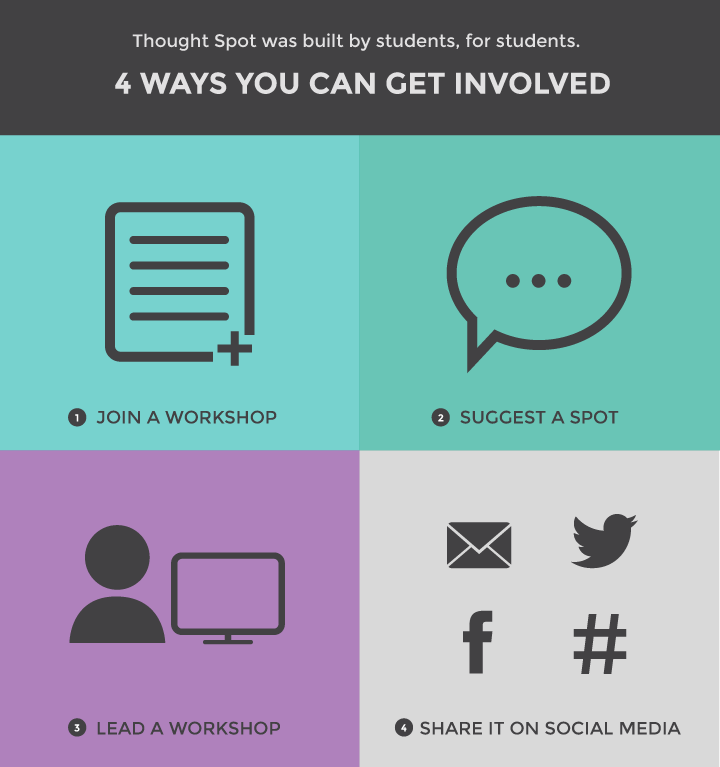 Thought Spot was built by students, for students.
4 WAYS YOU CAN GET INVOLVED
1 JOIN A WORKSHOP
2 SUGGEST A SPOT
3 LEAD A WORKSHOP
4 SHARE IT ON SOCIAL MEDIA